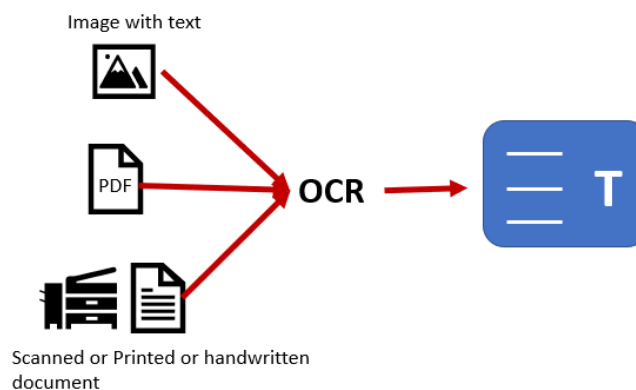 Image with text
PDF
OCR
T
Scanned or Printed or handwritten
document